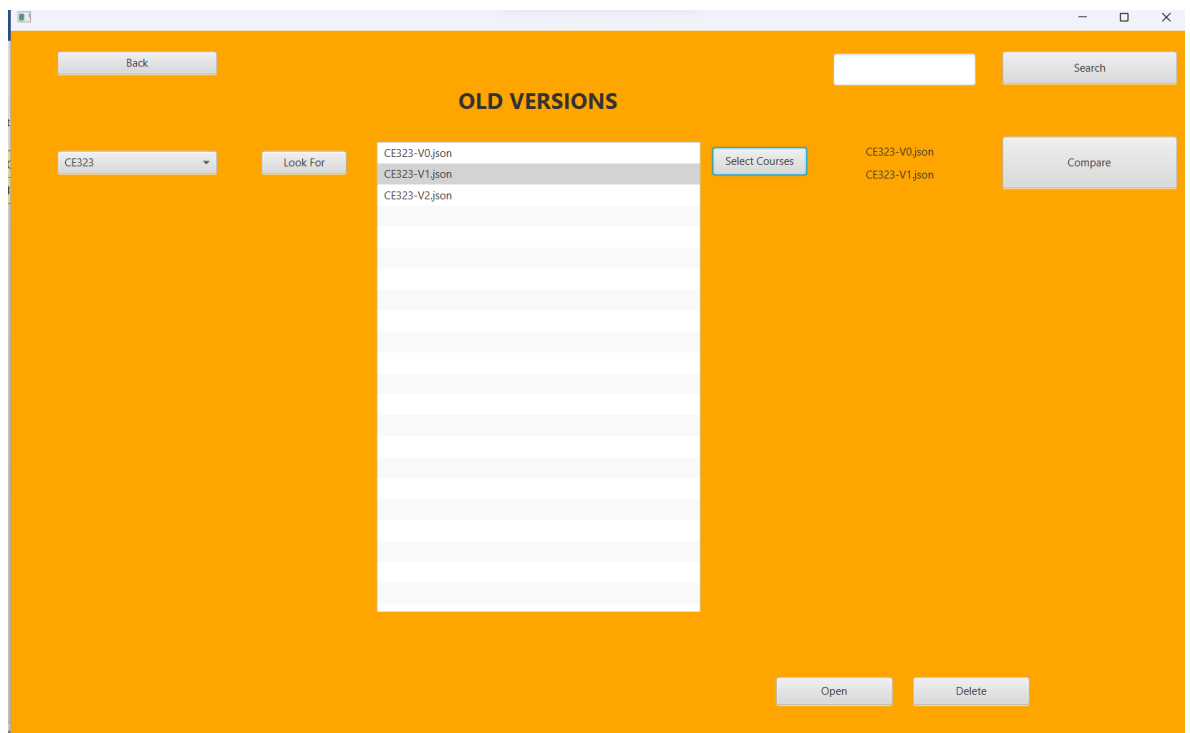 Back
Search
OLD VERSIONS
CE323
Look For
CE323-V0.json
CE323-V1.json
CE323-V2.json
Select Courses
CE323-V0.json
CE323-V1.json
Compare
Open
Delete